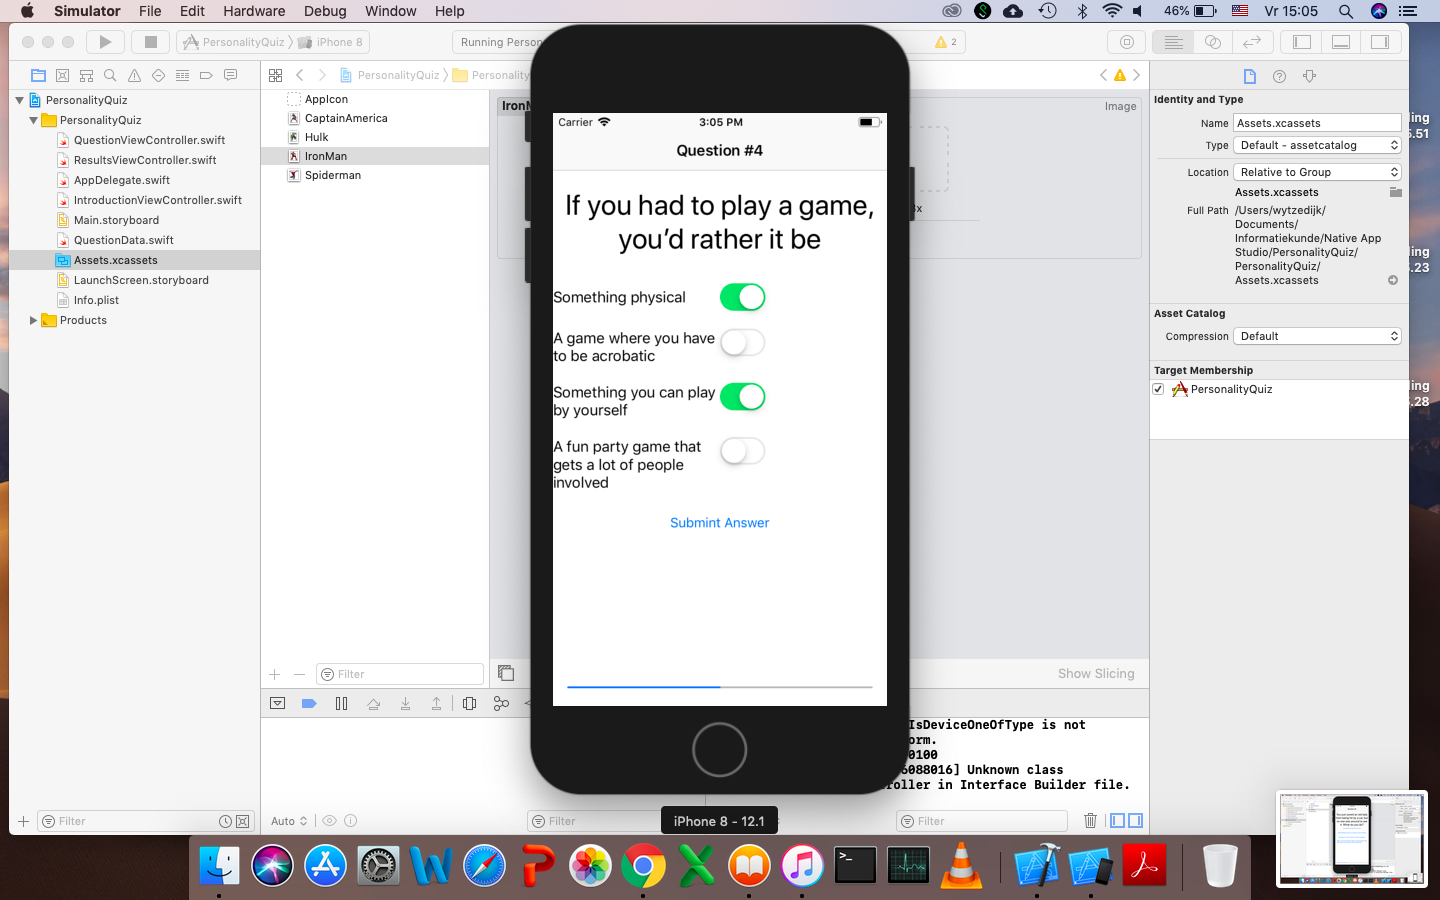 Simulator File Edit Hardware Debug Window Help
46% Vr 15:05
PersonalityQuiz iPhone 8
Running Person
2
PersonalityQuiz
PersonalityQuiz
QuestionViewController.swift
ResultsViewController.swift
AppDelegate.swift
IntroductionViewController.swift
Main.storyboard
QuestionData.swift
Assets.xcassets
LaunchScreen.storyboard
Info.plist
Products
Filter
PersonalityQuiz Personality
AppIcon
CaptainAmerica
Hulk
IronMan
Spiderman
Filter
IronM
Image
3x
Show Slicing
Carrier 3:05 PM
Question #4
If you had to play a game,
you’d rather it be
Something physical
A game where you have
to be acrobatic
Something you can play
by yourself
A fun party game that
gets a lot of people
involved
Submint Answer
iPhone 8 - 12.1
Auto
Filter
IsDeviceOneOfType is not
orm.
0100
6088016] Unknown class
roller in Interface Builder file.
Filter
Identity and Type
Name Assets.xcassets
Type Default - assetcatalog
Location Relative to Group
Assets.xcassets
Full Path /Users/wytzedijk/
Documents/
Informatiekunde/Native App
Studio/PersonalityQuiz/
PersonalityQuiz/
Assets.xcassets
Asset Catalog
Compression Default
Target Membership
PersonalityQuiz
ing
5.51
ing
.23
ing
.28